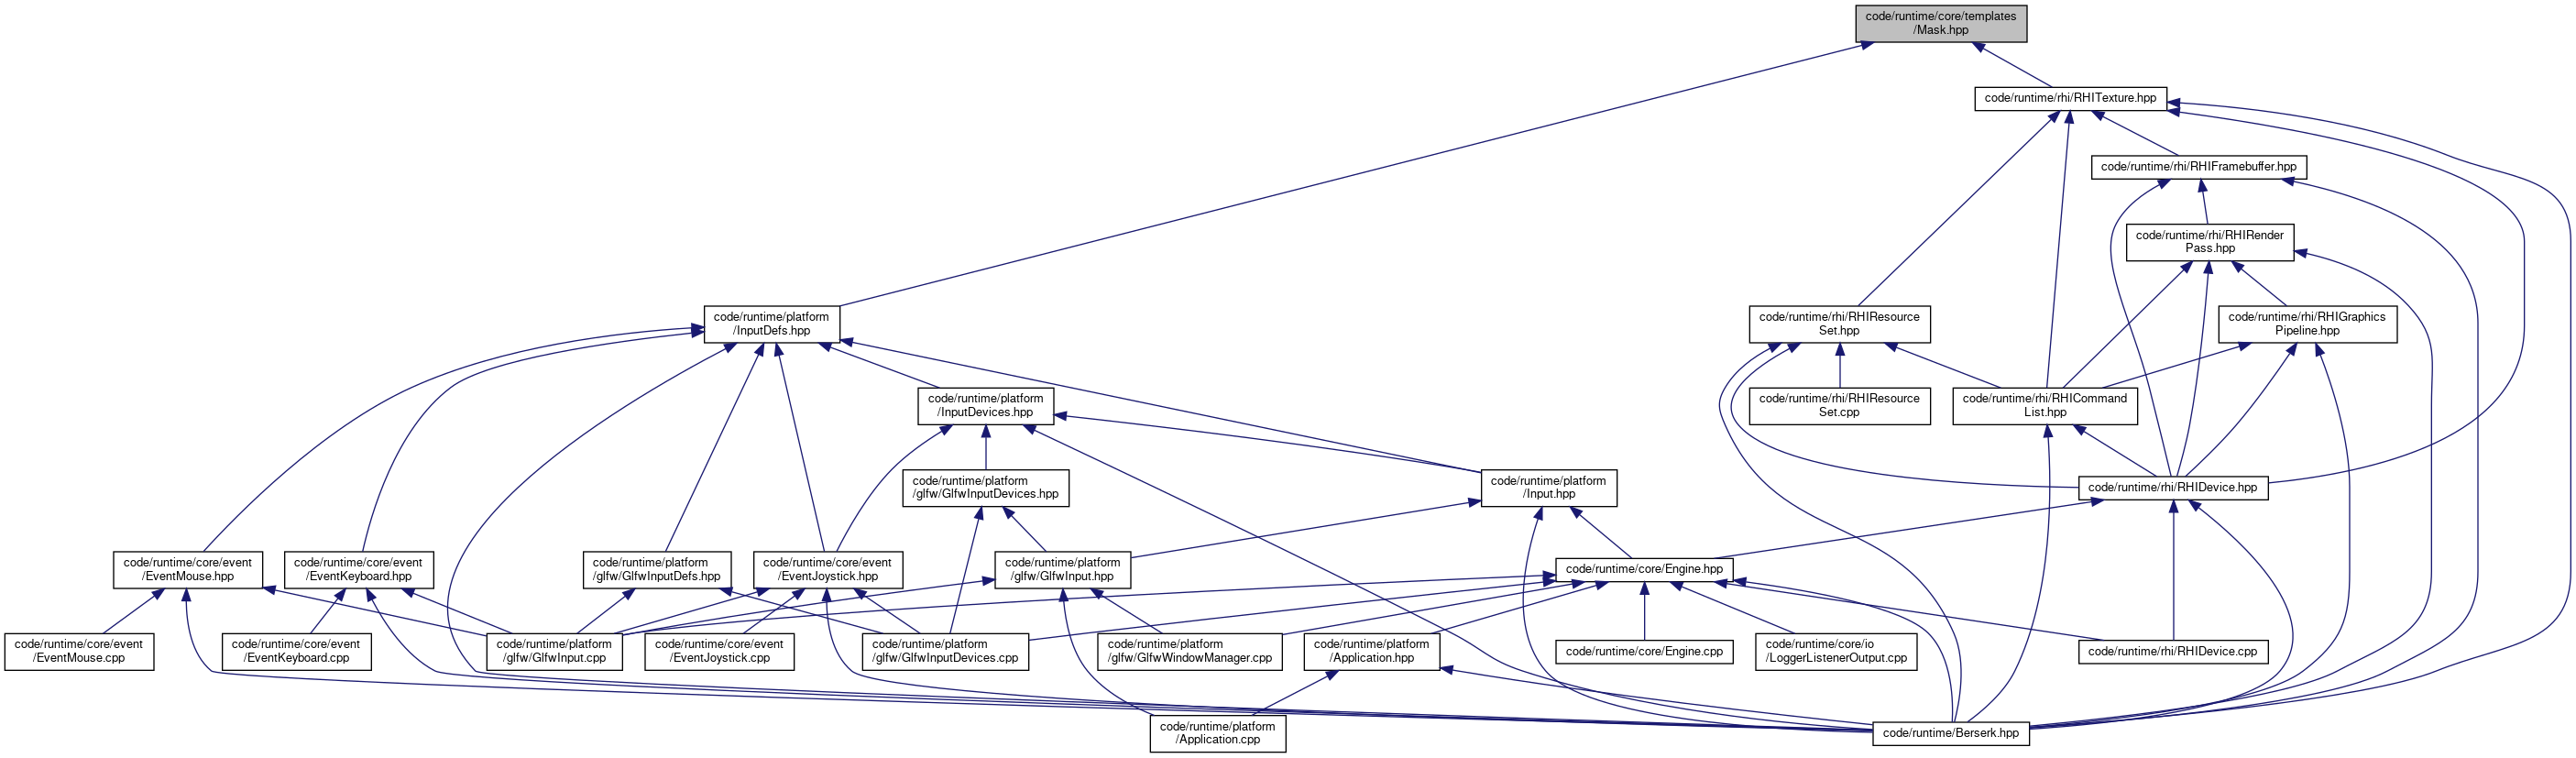 code/runtime/core/templates
/Mask.hpp
code/runtime/rhi/RHITexture.hpp
code/runtime/rhi/RHIFramebuffer.hpp
code/runtime/rhi/RHIRender
Pass.hpp
code/runtime/platform
/InputDefs.hpp
code/runtime/rhi/RHIResource
Set.hpp
code/runtime/rhi/RHIGraphics
Pipeline.hpp
code/runtime/platform
/InputDevices.hpp
code/runtime/rhi/RHIResource
Set.cpp
code/runtime/rhi/RHICommand
List.hpp
code/runtime/platform
/glfw/GlfwInputDevices.hpp
code/runtime/platform
/Input.hpp
code/runtime/rhi/RHIDevice.hpp
code/runtime/core/event
/EventMouse.hpp
code/runtime/core/event
/EventKeyboard.hpp
code/runtime/platform
/glfw/GlfwInputDefs.hpp
code/runtime/core/event
/EventJoystick.hpp
code/runtime/platform
/glfw/GlfwInput.hpp
code/runtime/core/Engine.hpp
code/runtime/core/event
/EventMouse.cpp
code/runtime/core/event
/EventKeyboard.cpp
code/runtime/platform
/glfw/GlfwInput.cpp
code/runtime/core/event
/EventJoystick.cpp
code/runtime/platform
/glfw/GlfwInputDevices.cpp
code/runtime/platform
/glfw/GlfwWindowManager.cpp
code/runtime/platform
/Application.hpp
code/runtime/core/Engine.cpp
code/runtime/core/io
/LoggerListenerOutput.cpp
code/runtime/rhi/RHIDevice.cpp
code/runtime/platform
/Application.cpp
code/runtime/Berserk.hpp